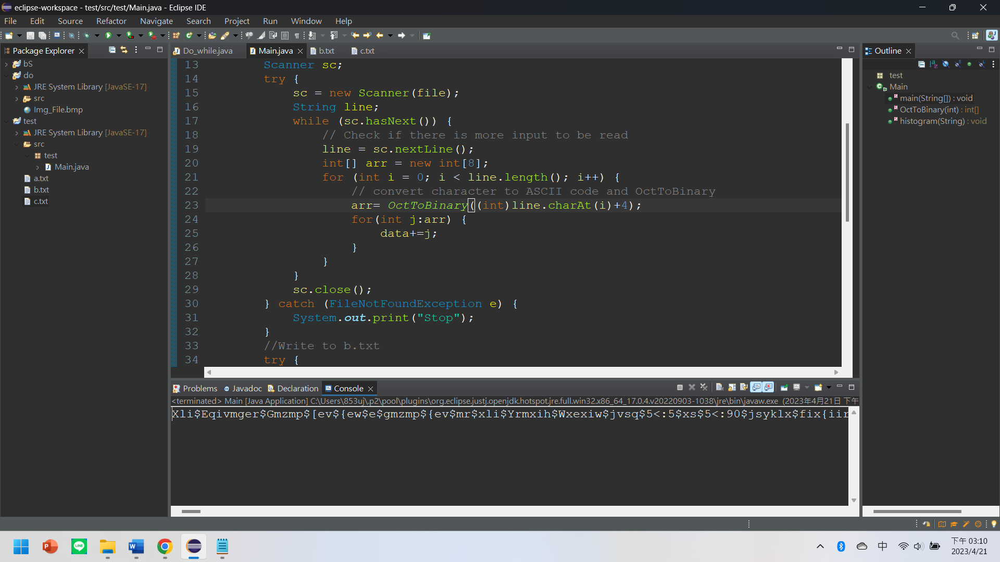 eclipse-workspace - test/src/test/Main.java - Eclipse IDE
File Edit Source Refactor Navigate Search Project Run Window Help
Package Explorer
bS
do
JRE System Library [JavaSE-17]
src
Img_File.bmp
test
JRE System Library [JavaSE-17]
src
test
Main.java
a.txt
b.txt
c.txt
Do_while.java Main.java b.txt c.txt
13 Scanner sc;
14 try {
15 sc = new Scanner(file);
16 String line;
17 while (sc.hasNext()) {
18 // Check if there is more input to be read
19 line = sc.nextLine();
20 int[] arr = new int[8];
21 for (int i = 0; i < line.length(); i++) {
22 // convert character to ASCII code and OctToBinary
23 arr= OctToBinary((int)line.charAt(i)+4);
24 for(int j:arr) {
25 data+=j;
26 }
27 }
28 }
29 sc.close();
30 } catch (FileNotFoundException e) {
31 System.out.print("Stop");
32 }
33 //Write to b.txt
34 try {
Outline
test
Main
main(String[]) : void
OctToBinary(int) : int[]
histogram(String) : void
Problems Javadoc Declaration Console
<terminated> Main [Java Application] C:\Users\853uj\.p2\pool\plugins\org.eclipse.justj.openjdk.hotspot.jre.full.win32.x86_64_17.0.4.v20220903-1038\jre\bin\javaw.exe (2023年4月21日 下午
Xli$Eqivmger$Gmzmp$[ev${ew$e$gmzmp${ev$mr$xli$Yrmxih$Wxexiw$jvsq$5<:5$xs$5<:90$jsyklx$fix{iir
中
下午 03:10
2023/4/21